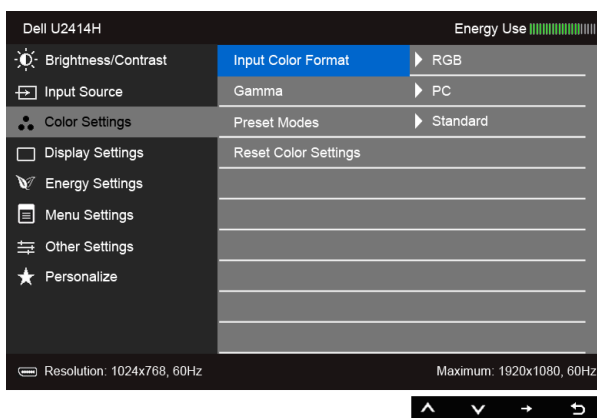 Dell U2414H Energy Use
Brightness/Contrast Input Color Format RGB
Input Source Gamma PC
Color Settings Preset Modes Standard
Display Settings Reset Color Settings
Energy Settings
Menu Settings
Other Settings
Personalize
Resolution: 1024x768, 60Hz Maximum: 1920x1080, 60Hz